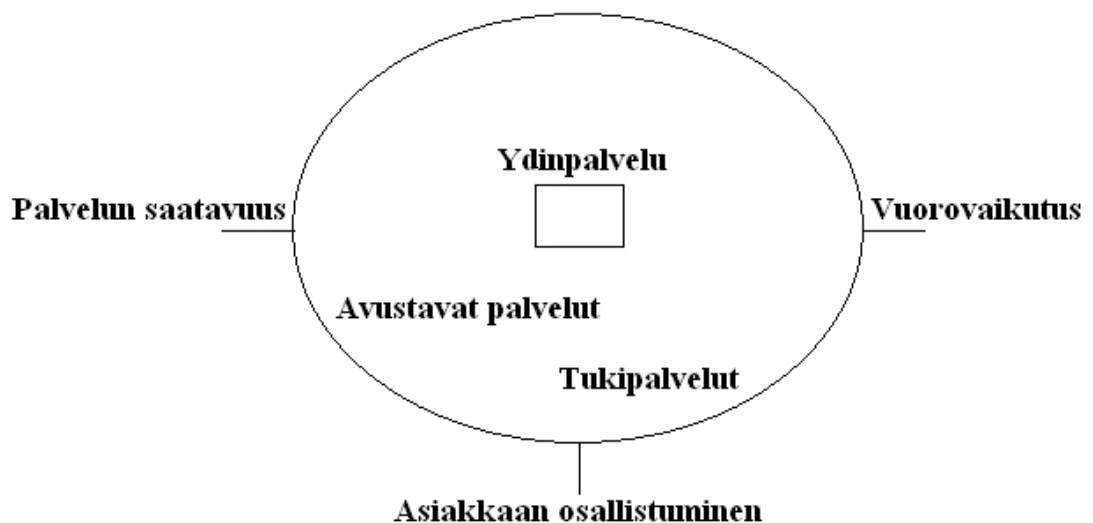 Ydinpalvelu
Palvelun saatavuus
Vuorovaikutus
Avustavat palvelut
Tukipalvelut
Asiakkaan osallistuminen